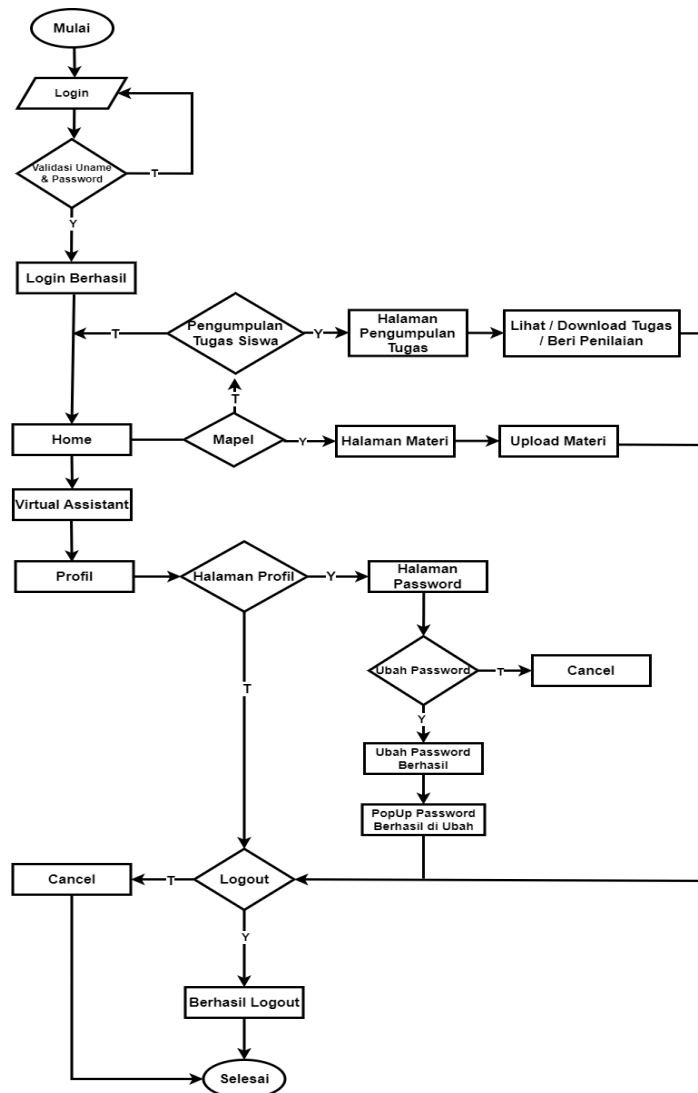 Mulai
Login
Validasi Uname
& Password
T
Y
Login Berhasil
Pengumpulan
Tugas Siswa
T
Y
Halaman
Pengumpulan
Tugas
Lihat / Download Tugas
/ Beri Penilaian
T
Home
Mapel
Y
Halaman Materi
Upload Materi
Virtual Assistant
Profil
Halaman Profil
Y
Halaman
Password
T
Ubah Password
T
Cancel
Y
Ubah Password
Berhasil
PopUp Password
Berhasil di Ubah
Cancel
T
Logout
Y
Berhasil Logout
Selesai